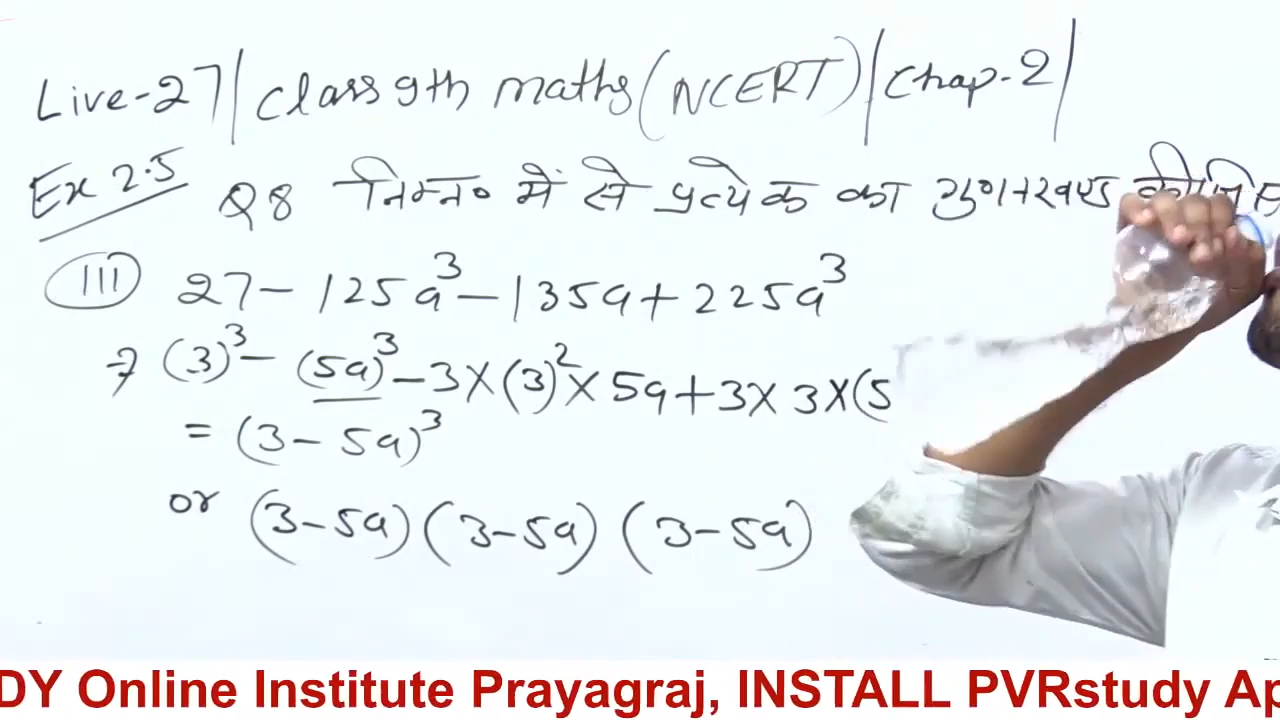 Live-27 | Class 9th maths (NCERT) | Chap-2 |
Ex 2.5 Q8 निम्न० में से प्रत्येक का गुणनखण्ड
(III) 27 - 125a³ - 135a + 225a³
⇒ (3)³ - (5a)³ - 3×(3)²× 5a + 3× 3×(5
= (3 - 5a)³
or (3-5a) (3-5a) (3-5a)
DY Online Institute Prayagraj, INSTALL PVRstudy Ap